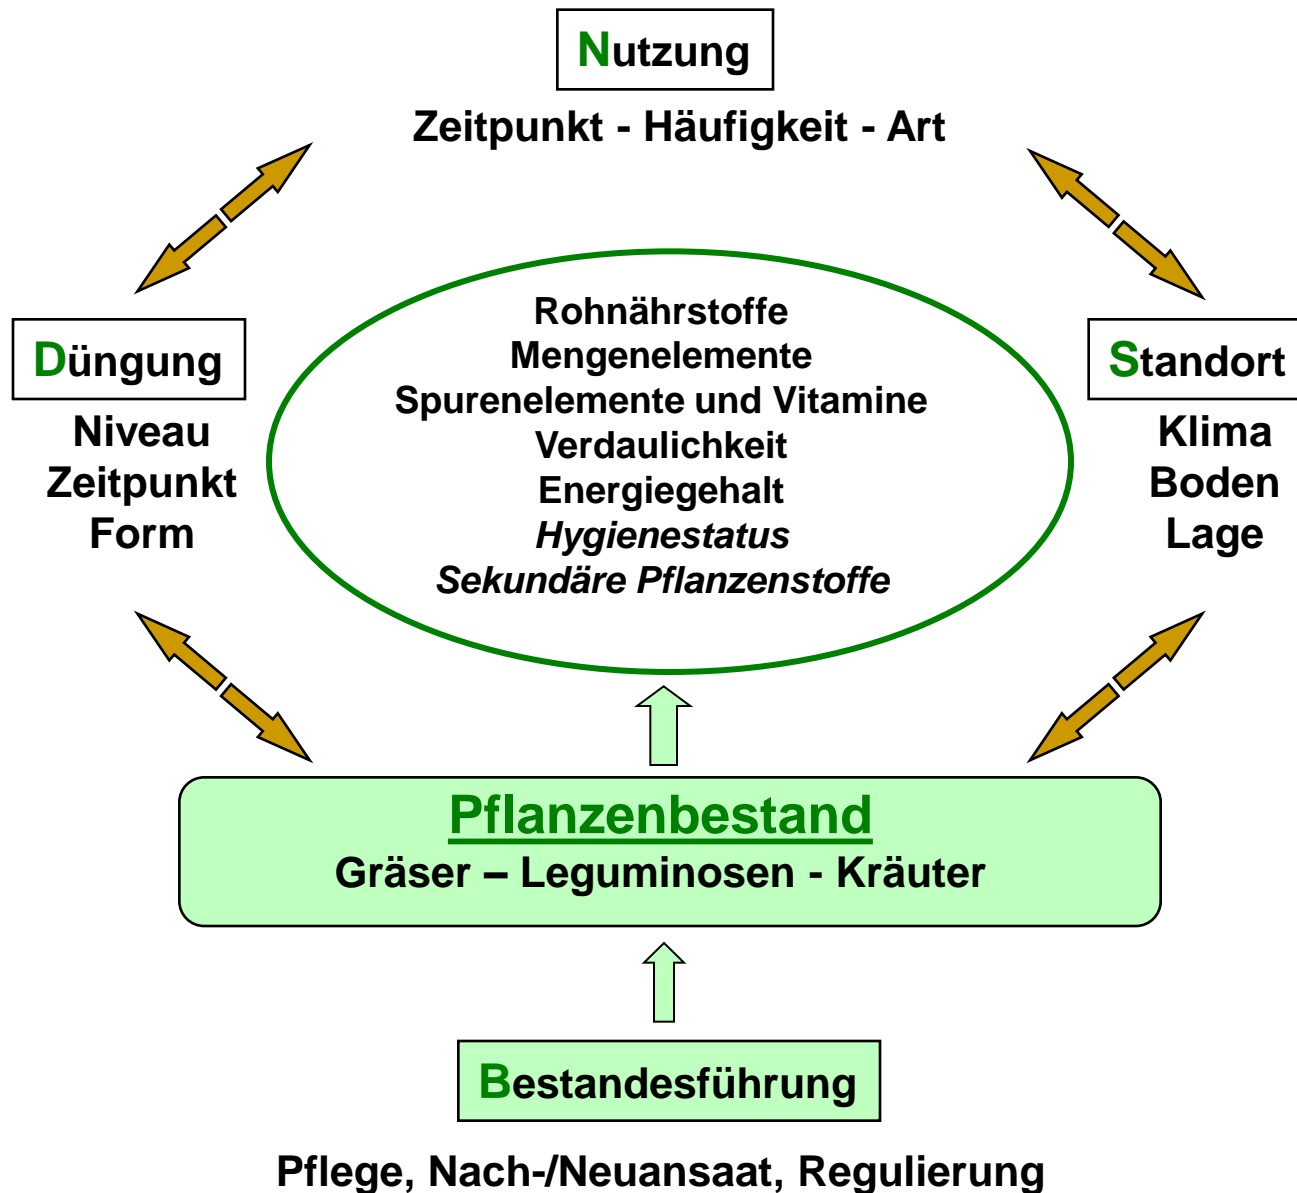 Nutzung
Zeitpunkt - Häufigkeit - Art
Düngung
Niveau
Zeitpunkt
Form
Rohnährstoffe
Mengenelemente
Spurenelemente und Vitamine
Verdaulichkeit
Energiegehalt
Hygienestatus
Sekundäre Pflanzenstoffe
Standort
Klima
Boden
Lage
Pflanzenbestand
Gräser – Leguminosen - Kräuter
Bestandesführung
Pflege, Nach-/Neuansaat, Regulierung